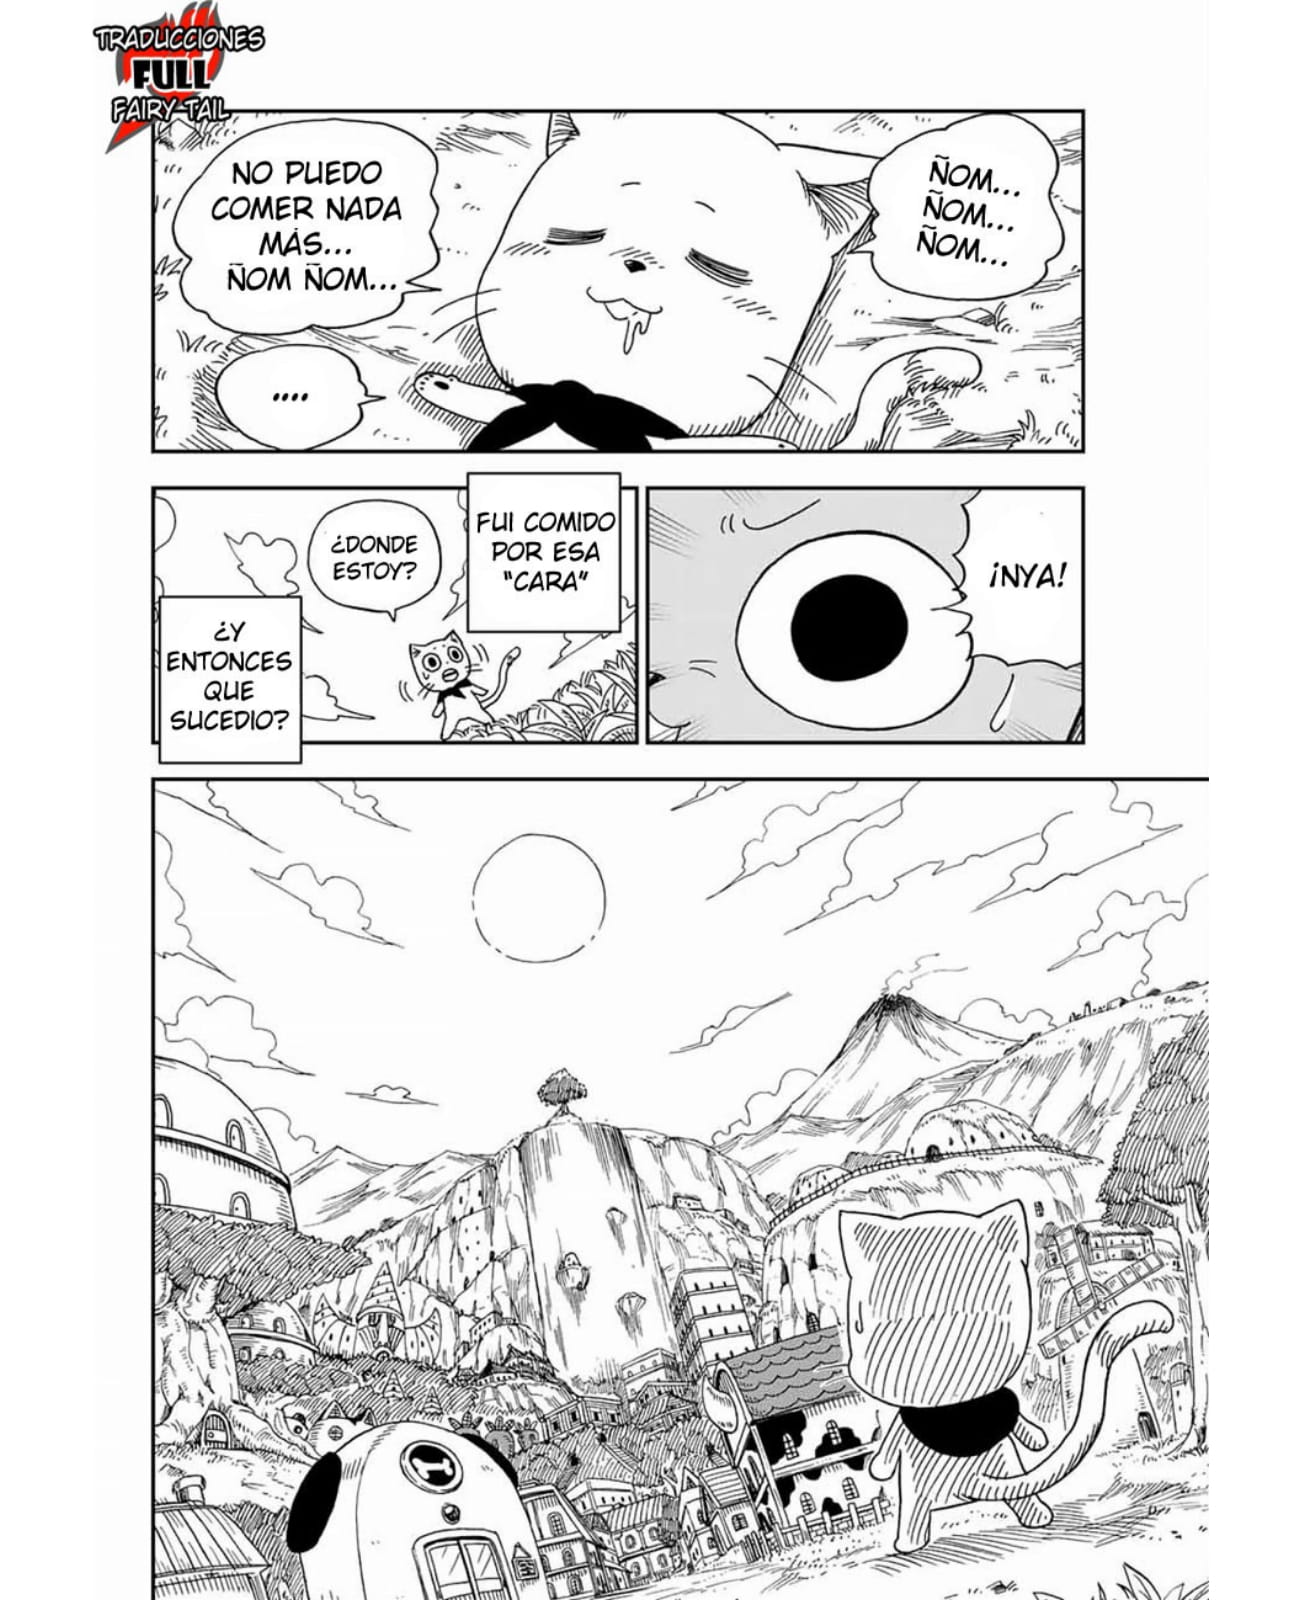 TRADUCCIONES
FULL
FAIRY TAIL
ÑOM...
ÑOM...
ÑOM...
NO PUEDO
COMER NADA
MÁS...
ÑOM ÑOM...
....
¡NYA!
FUI COMIDO
POR ESA
"CARA"
¿DONDE
ESTOY?
¿Y
ENTONCES
QUE
SUCEDIO?